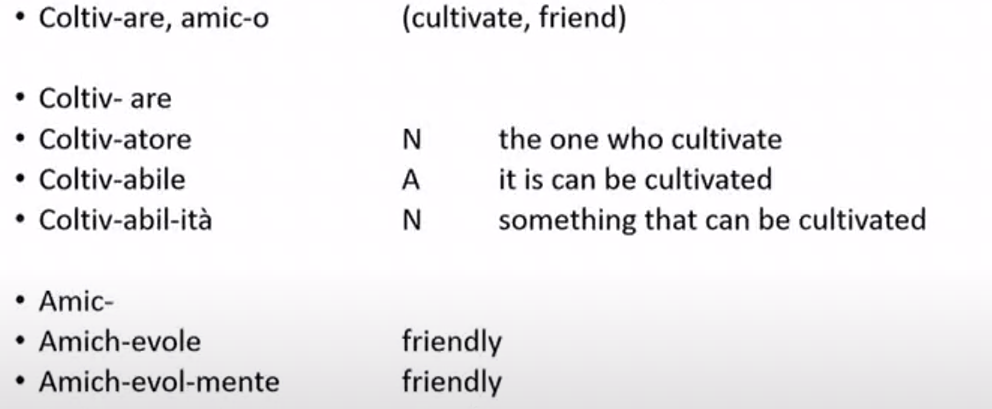 • Coltiv-are, amic-o (cultivate, friend)
• Coltiv- are
• Coltiv-atore N the one who cultivate
• Coltiv-abile A it is can be cultivated
• Coltiv-abil-ità N something that can be cultivated
• Amic-
• Amich-evole friendly
• Amich-evol-mente friendly